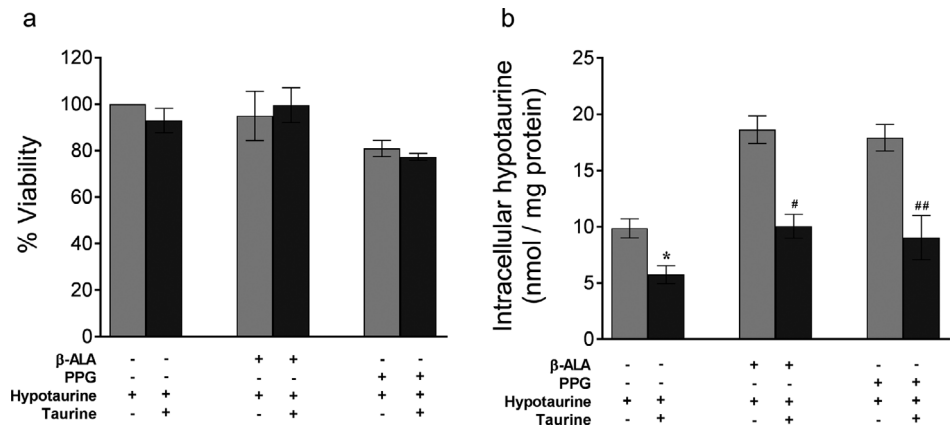 a
% Viability
120
100
80
60
40
20
0
β-ALA - - + + - -
PPG - - - - + +
Hypotaurine + + + + + +
Taurine - + - + - +
b
Intracellular hypotaurine
(nmol / mg protein)
25
20
15
10
5
0
*
#
##
β-ALA - - + + - -
PPG - - - - + +
Hypotaurine + + + + + +
Taurine - + - + - +